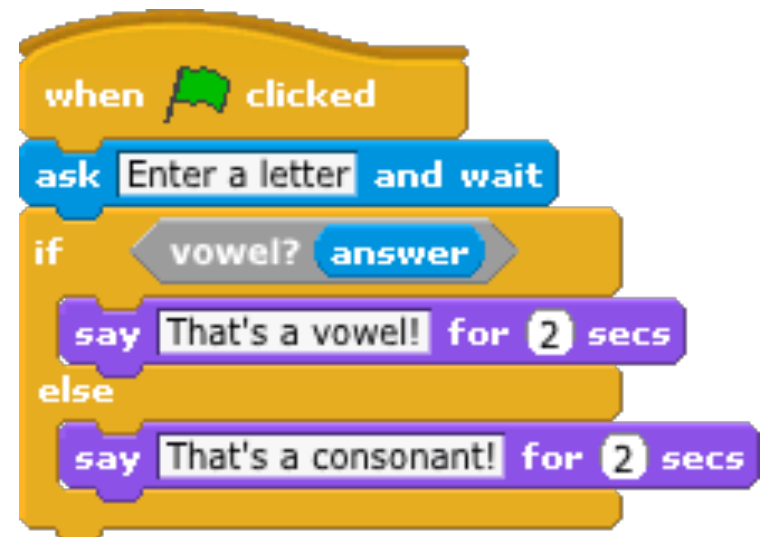 when clicked
ask Enter a letter and wait
if vowel? answer
say That's a vowel! for 2 secs
else
say That's a consonant! for 2 secs